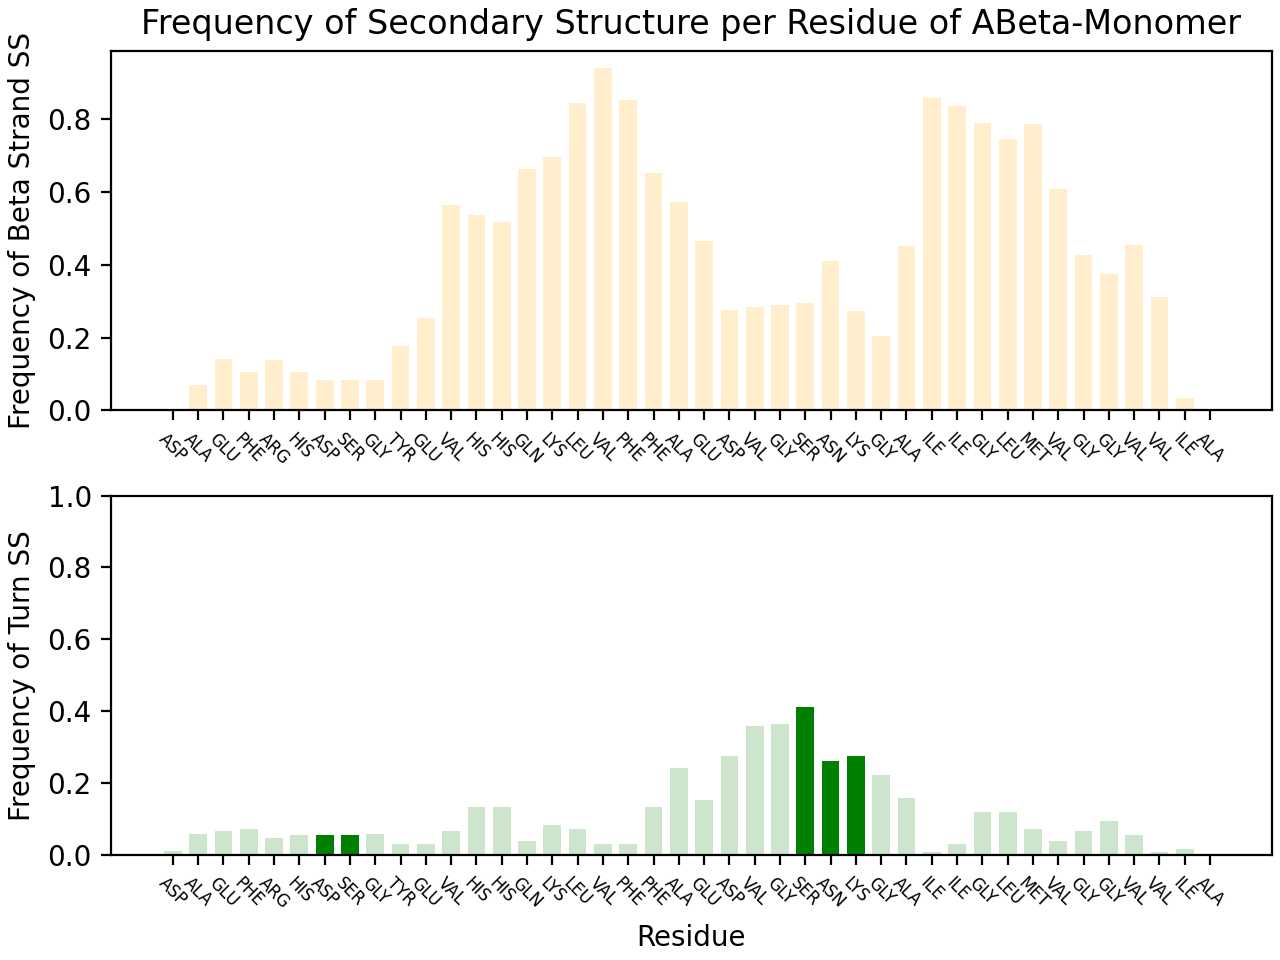 Frequency of Secondary Structure per Residue of ABeta-Monomer
Frequency of Beta Strand SS
0.8
0.6
0.4
0.2
0.0
ASP ALA GLU PHE ARG HIS ASP SER GLY TYR GLU VAL HIS HIS GLN LYS LEU VAL PHE PHE ALA GLU ASP VAL GLY SER ASN LYS GLY ALA ILE ILE GLY LEU MET VAL GLY GLY VAL VAL ILE ALA
Frequency of Turn SS
1.0
0.8
0.6
0.4
0.2
0.0
ASP ALA GLU PHE ARG HIS ASP SER GLY TYR GLU VAL HIS HIS GLN LYS LEU VAL PHE PHE ALA GLU ASP VAL GLY SER ASN LYS GLY ALA ILE ILE GLY LEU MET VAL GLY GLY VAL VAL ILE ALA
Residue